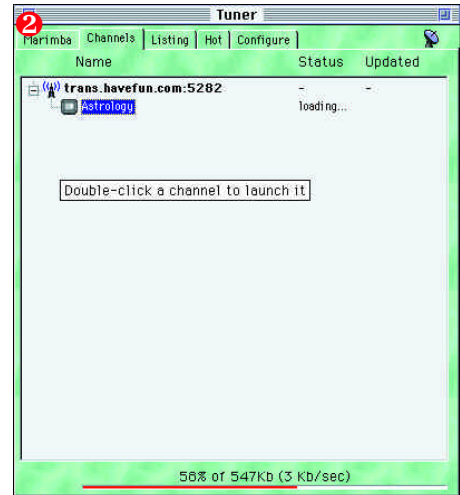 Tuner
2
Marimba Channels Listing Hot Configure
Name Status Updated
trans.havefun.com:5282 - -
Astrology loading...
Double-click a channel to launch it
56% of 547Kb (3 Kb/sec)